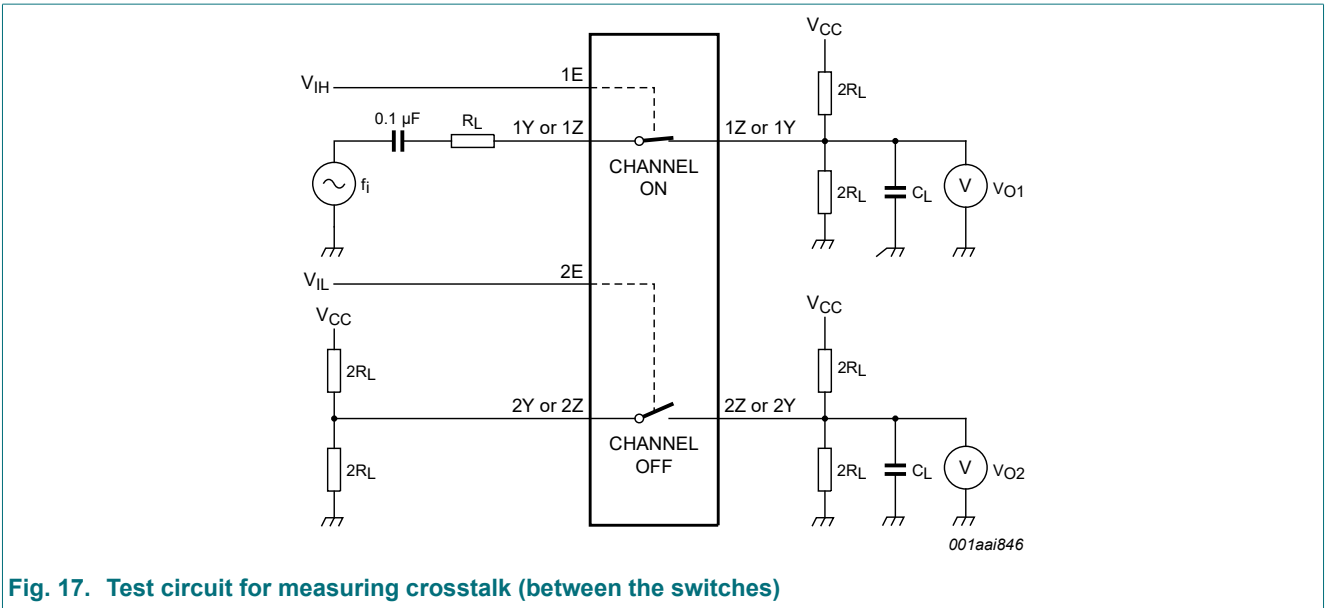 VCC
1E
VIH
2RL
0.1 µF
RL
1Y or 1Z
1Z or 1Y
fi
CHANNEL
ON
2RL
CL
V
VO1
2E
VIL
VCC
VCC
2RL
2RL
2Y or 2Z
2Z or 2Y
CHANNEL
OFF
2RL
2RL
CL
V
VO2
001aai846
Fig. 17. Test circuit for measuring crosstalk (between the switches)